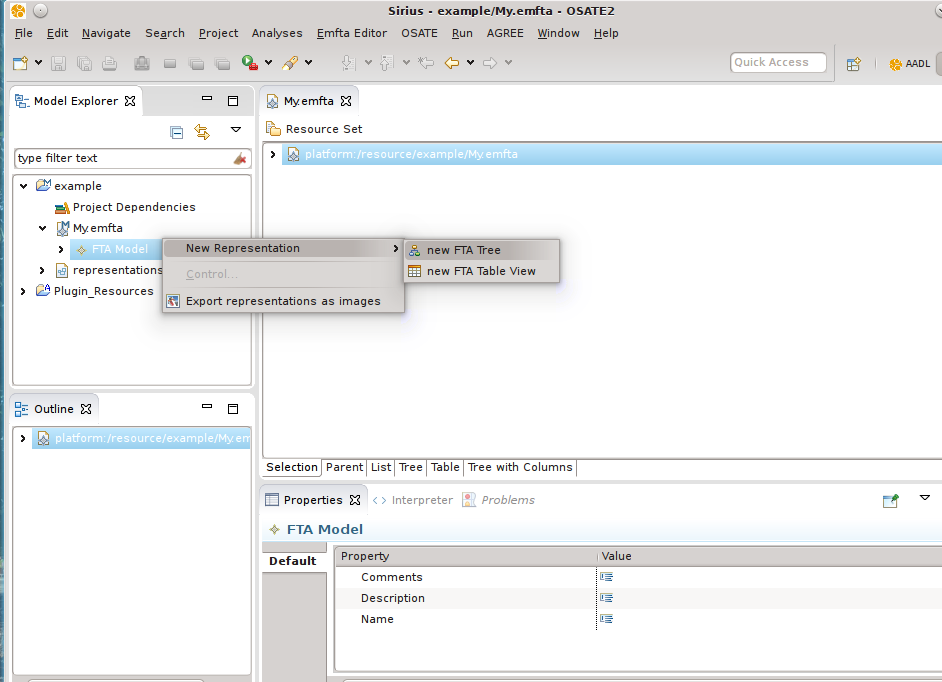 Sirius - example/My.emfta - OSATE2
File Edit Navigate Search Project Analyses Emfta Editor OSATE Run AGREE Window Help
Quick Access
AADL
Model Explorer
My.emfta
Resource Set
type filter text
platform:/resource/example/My.emfta
example
Project Dependencies
My.emfta
FTA Model
New Representation
new FTA Tree
representations
Control...
new FTA Table View
Plugin_Resources
Export representations as images
Outline
platform:/resource/example/My.em
Selection Parent List Tree Table Tree with Columns
Properties Interpreter Problems
FTA Model
Default
Property Value
Comments
Description
Name